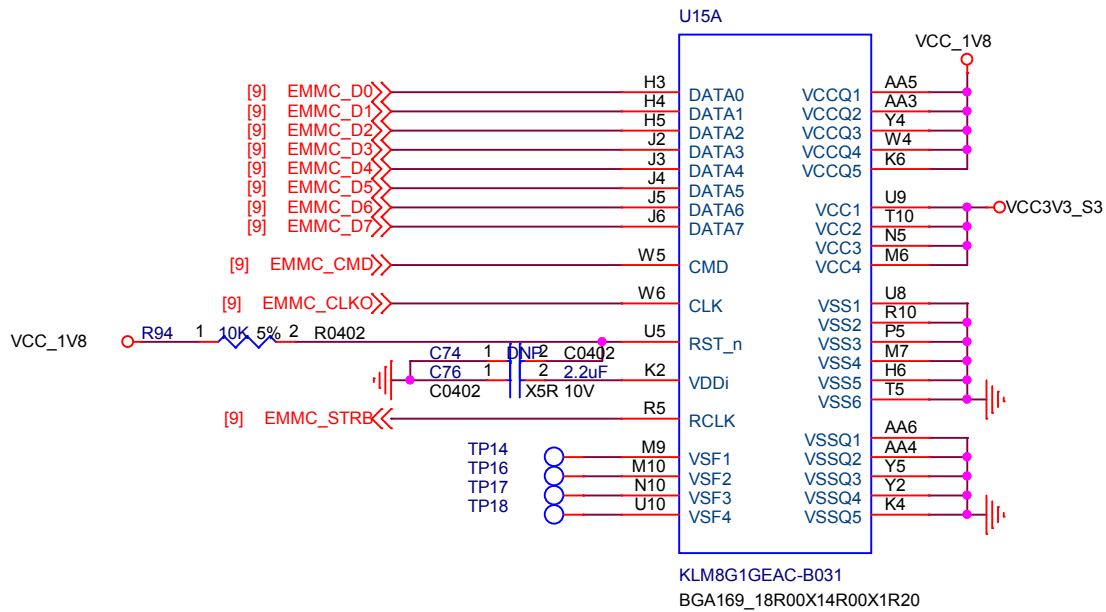 U15A
VCC_1V8
[9] EMMC_D0 H3 DATA0 VCCQ1 AA5
[9] EMMC_D1 H4 DATA1 VCCQ2 AA3
[9] EMMC_D2 H5 DATA2 VCCQ3 Y4
[9] EMMC_D3 J2 DATA3 VCCQ4 W4
[9] EMMC_D4 J3 DATA4 VCCQ5 K6
[9] EMMC_D5 J4 DATA5
[9] EMMC_D6 J5 DATA6 VCC1 U9 VCC3V3_S3
[9] EMMC_D7 J6 DATA7 VCC2 T10
VCC3 N5
[9] EMMC_CMD W5 CMD VCC4 M6
[9] EMMC_CLKO W6 CLK VSS1 U8
VSS2 R10
VCC_1V8 R94 1 10K 5% 2 R0402 U5 RST_n VSS3 P5
C74 1 DNP 2 C0402 VSS4 M7
C76 1 2 2.2uF K2 VDDi VSS5 H6
C0402 X5R 10V VSS6 T5
[9] EMMC_STRB R5 RCLK
VSSQ1 AA6
TP14 M9 VSF1 VSSQ2 AA4
TP16 M10 VSF2 VSSQ3 Y5
TP17 N10 VSF3 VSSQ4 Y2
TP18 U10 VSF4 VSSQ5 K4
KLM8G1GEAC-B031
BGA169_18R00X14R00X1R20